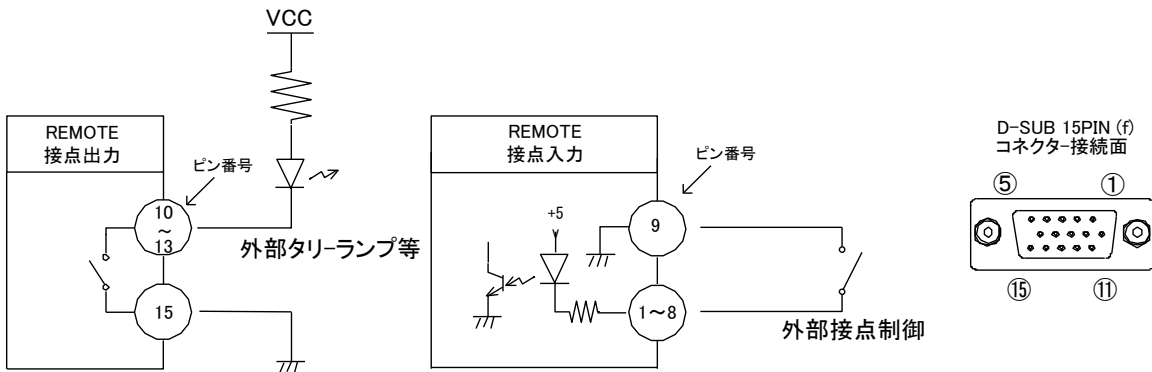 VCC
REMOTE
接点出力
ピン番号
10
～
13
15
外部タリーランプ等
REMOTE
接点入力
ピン番号
+5
9
1～8
外部接点制御
D-SUB 15PIN (f)
コネクター接続面
⑤ ①
⑮ ⑪